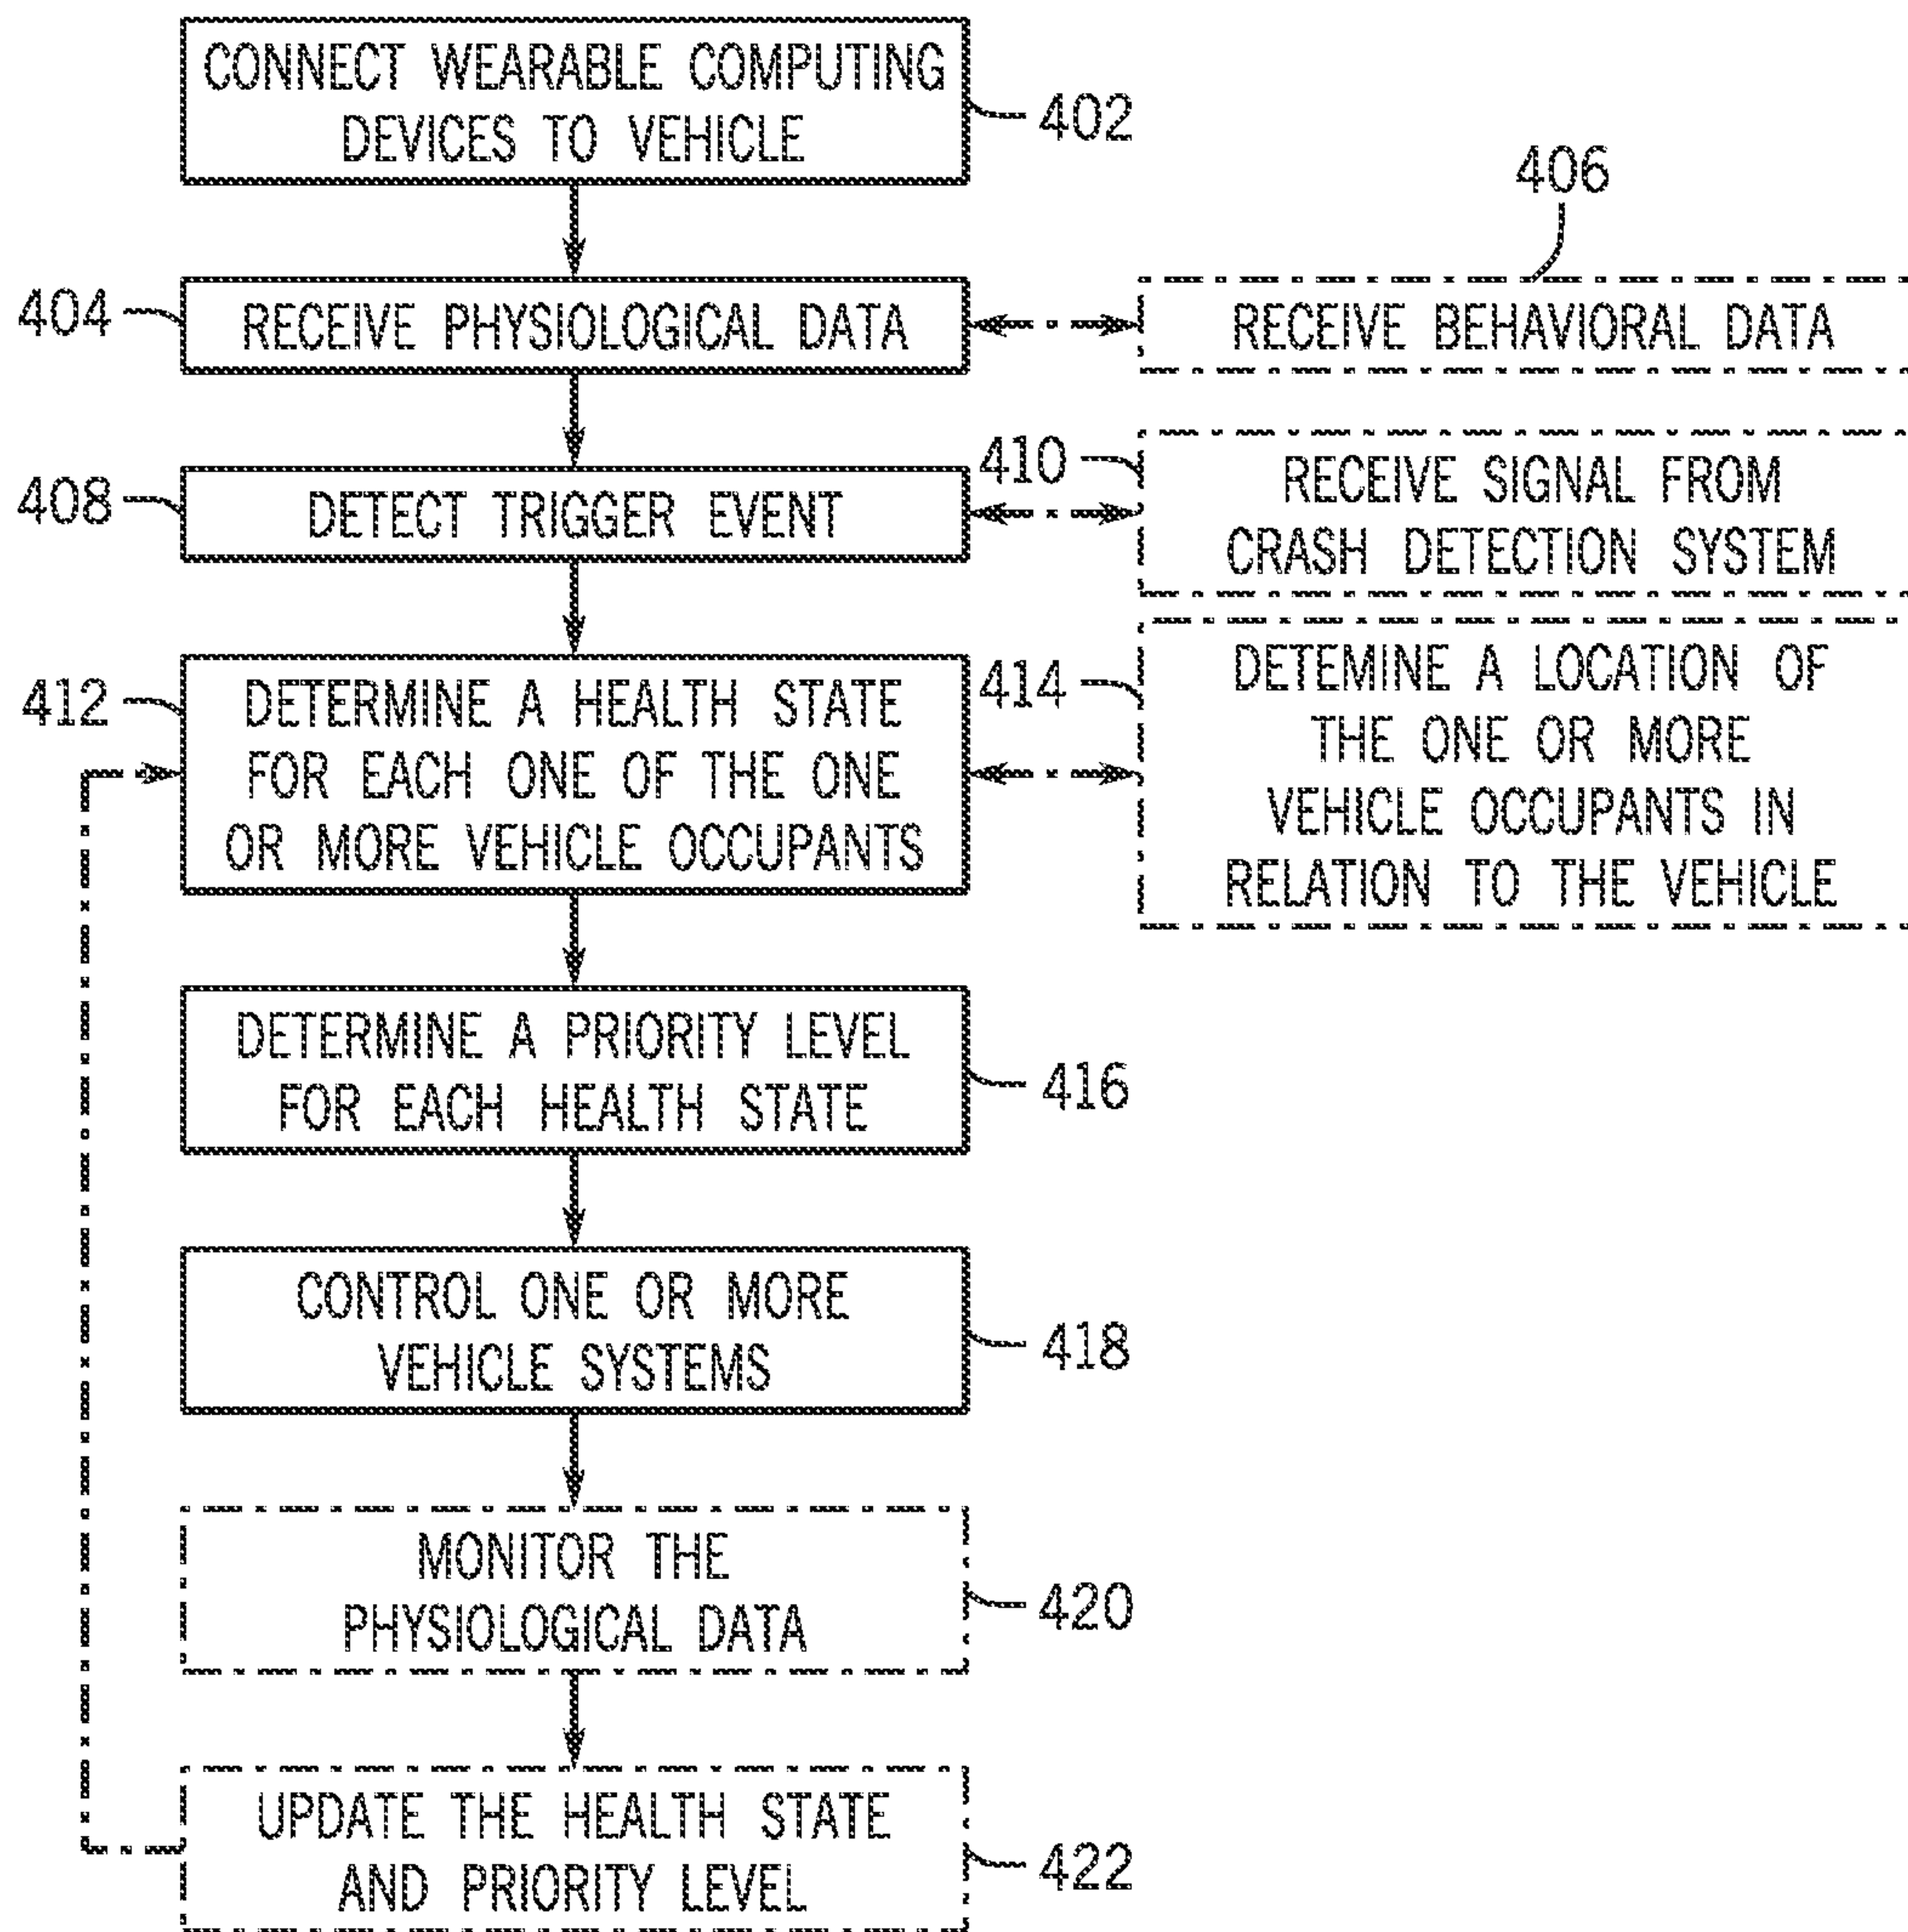 CONNECT WEARABLE COMPUTING
DEVICES TO VEHICLE
402
406
404
RECEIVE PHYSIOLOGICAL DATA
RECEIVE BEHAVIORAL DATA
408
DETECT TRIGGER EVENT
410
RECEIVE SIGNAL FROM
CRASH DETECTION SYSTEM
412
DETERMINE A HEALTH STATE
FOR EACH ONE OF THE ONE
OR MORE VEHICLE OCCUPANTS
414
DETEMINE A LOCATION OF
THE ONE OR MORE
VEHICLE OCCUPANTS IN
RELATION TO THE VEHICLE
DETERMINE A PRIORITY LEVEL
FOR EACH HEALTH STATE
416
CONTROL ONE OR MORE
VEHICLE SYSTEMS
418
MONITOR THE
PHYSIOLOGICAL DATA
420
UPDATE THE HEALTH STATE
AND PRIORITY LEVEL
422